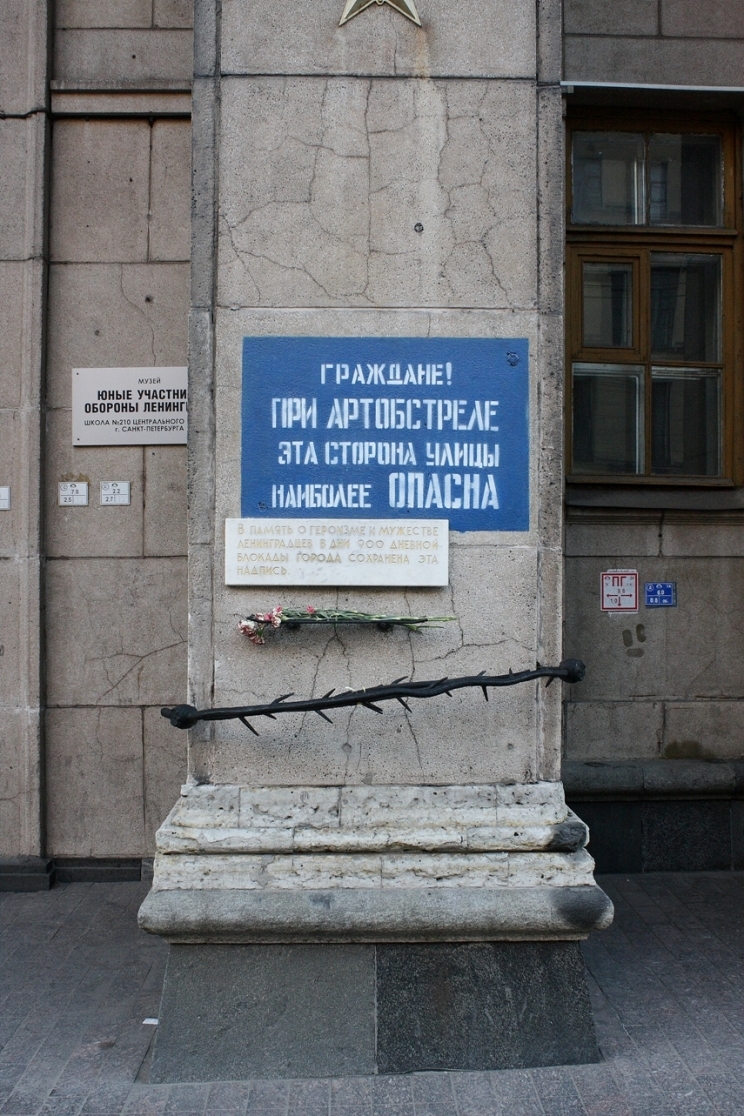 ГРАЖДАНЕ!
ПРИ АРТОБСТРЕЛЕ
ЭТА СТОРОНА УЛИЦЫ
НАИБОЛЕЕ ОПАСНА
В ПАМЯТЬ О ГЕРОИЗМЕ И МУЖЕСТВЕ
ЛЕНИНГРАДЦЕВ В ДНИ 900 ДНЕВНОЙ
БЛОКАДЫ ГОРОДА СОХРАНЕНА ЭТА
НАДПИСЬ.
МУЗЕЙ
ЮНЫЕ УЧАСТНИ
ОБОРОНЫ ЛЕНИНГ
ШКОЛА №210 ЦЕНТРАЛЬНОГО
г. САНКТ-ПЕТЕРБУРГА
ПГ